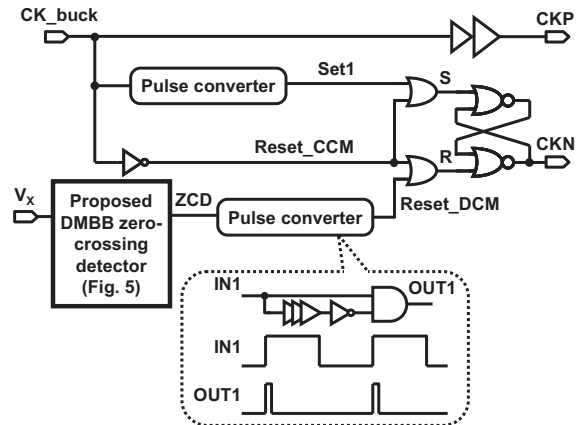 CK_buck
CKP
Pulse converter
Set1
S
Reset_CCM
R
CKN
VX
Proposed
DMBB zero-
crossing
detector
(Fig. 5)
ZCD
Pulse converter
Reset_DCM
IN1
OUT1
IN1
OUT1